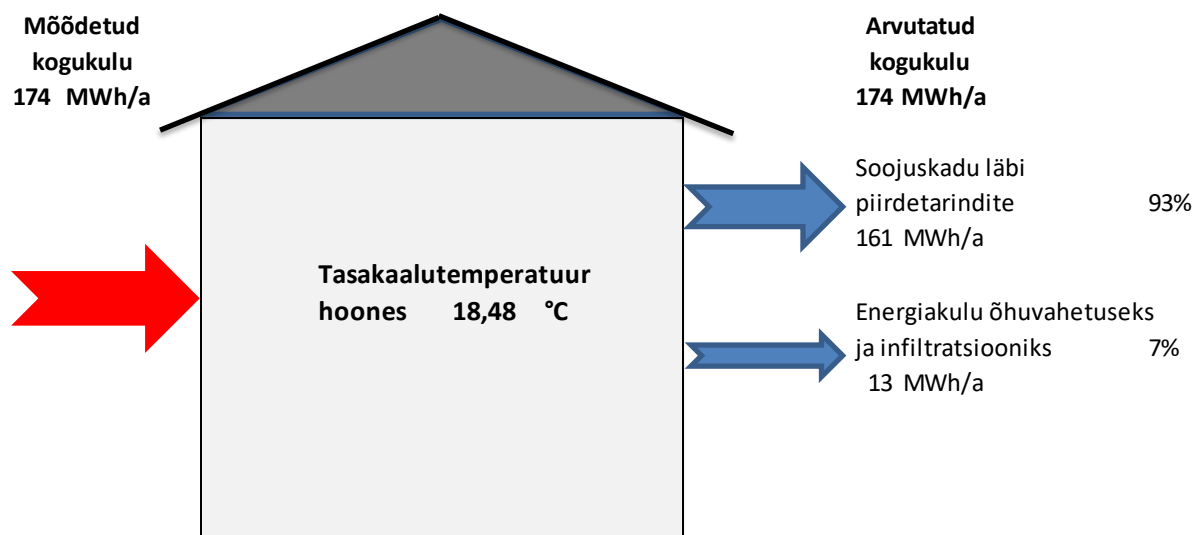 Mõõdetud
kogukulu
174 MWh/a
Tasakaalutemperatuur
hoones 18,48 °C
Arvutatud
kogukulu
174 MWh/a
Soojuskadu läbi
piirdetarindite 93%
161 MWh/a
Energiakulu õhuvahetuseks
ja infiltratsiooniks 7%
13 MWh/a